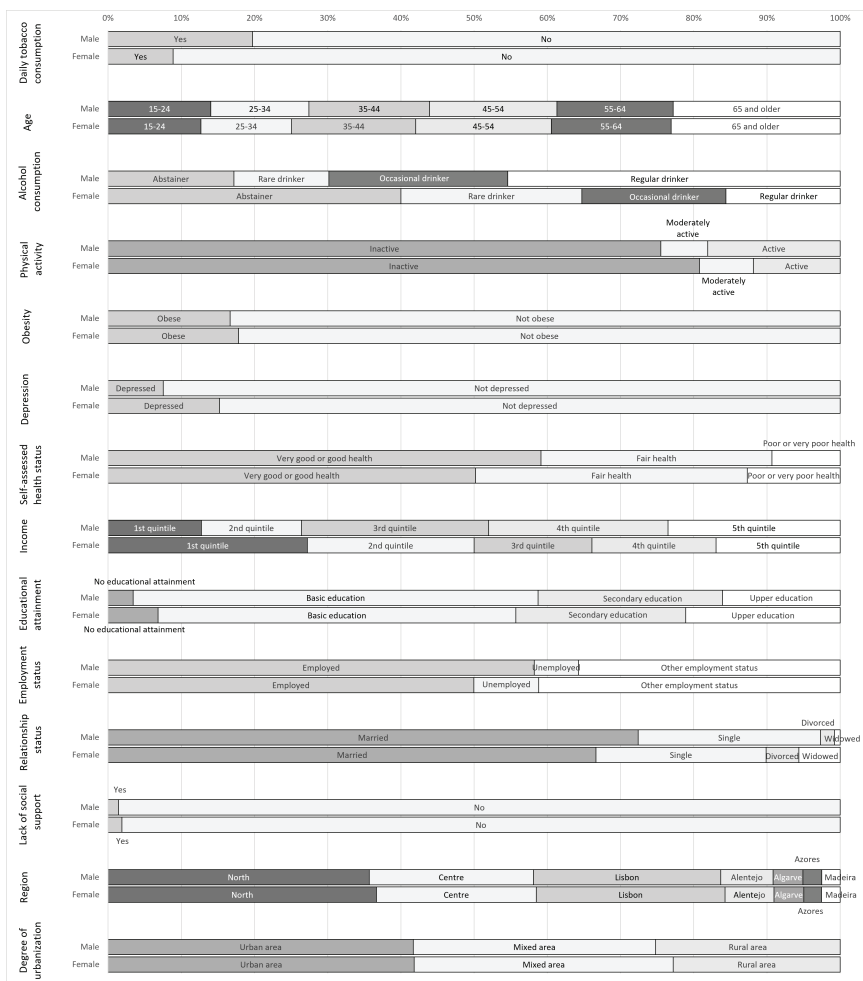 0% 10% 20% 30% 40% 50% 60% 70% 80% 90% 100%
Daily tobacco
consumption
Male Yes No
Female Yes No
Age
Male 15-24 25-34 35-44 45-54 55-64 65 and older
Female 15-24 25-34 35-44 45-54 55-64 65 and older
Alcohol
consumption
Male Abstainer Rare drinker Occasional drinker Regular drinker
Female Abstainer Rare drinker Occasional drinker Regular drinker
Physical
activity
Moderately
active
Male Inactive Active
Female Inactive Active
Moderately
active
Obesity
Male Obese Not obese
Female Obese Not obese
Depression
Male Depressed Not depressed
Female Depressed Not depressed
Self-assessed
health status
Poor or very poor health
Male Very good or good health Fair health
Female Very good or good health Fair health Poor or very poor health
Income
Male 1st quintile 2nd quintile 3rd quintile 4th quintile 5th quintile
Female 1st quintile 2nd quintile 3rd quintile 4th quintile 5th quintile
Educational
attainment
No educational attainment
Male Basic education Secondary education Upper education
Female Basic education Secondary education Upper education
No educational attainment
Employment
status
Male Employed Unemployed Other employment status
Female Employed Unemployed Other employment status
Relationship
status
Divorced
Male Married Single Widowed
Female Married Single Divorced Widowed
Lack of social
support
Yes
Male No
Female No
Yes
Region
Azores
Male North Centre Lisbon Alentejo Algarve Madeira
Female North Centre Lisbon Alentejo Algarve Madeira
Azores
Degree of
urbanization
Male Urban area Mixed area Rural area
Female Urban area Mixed area Rural area